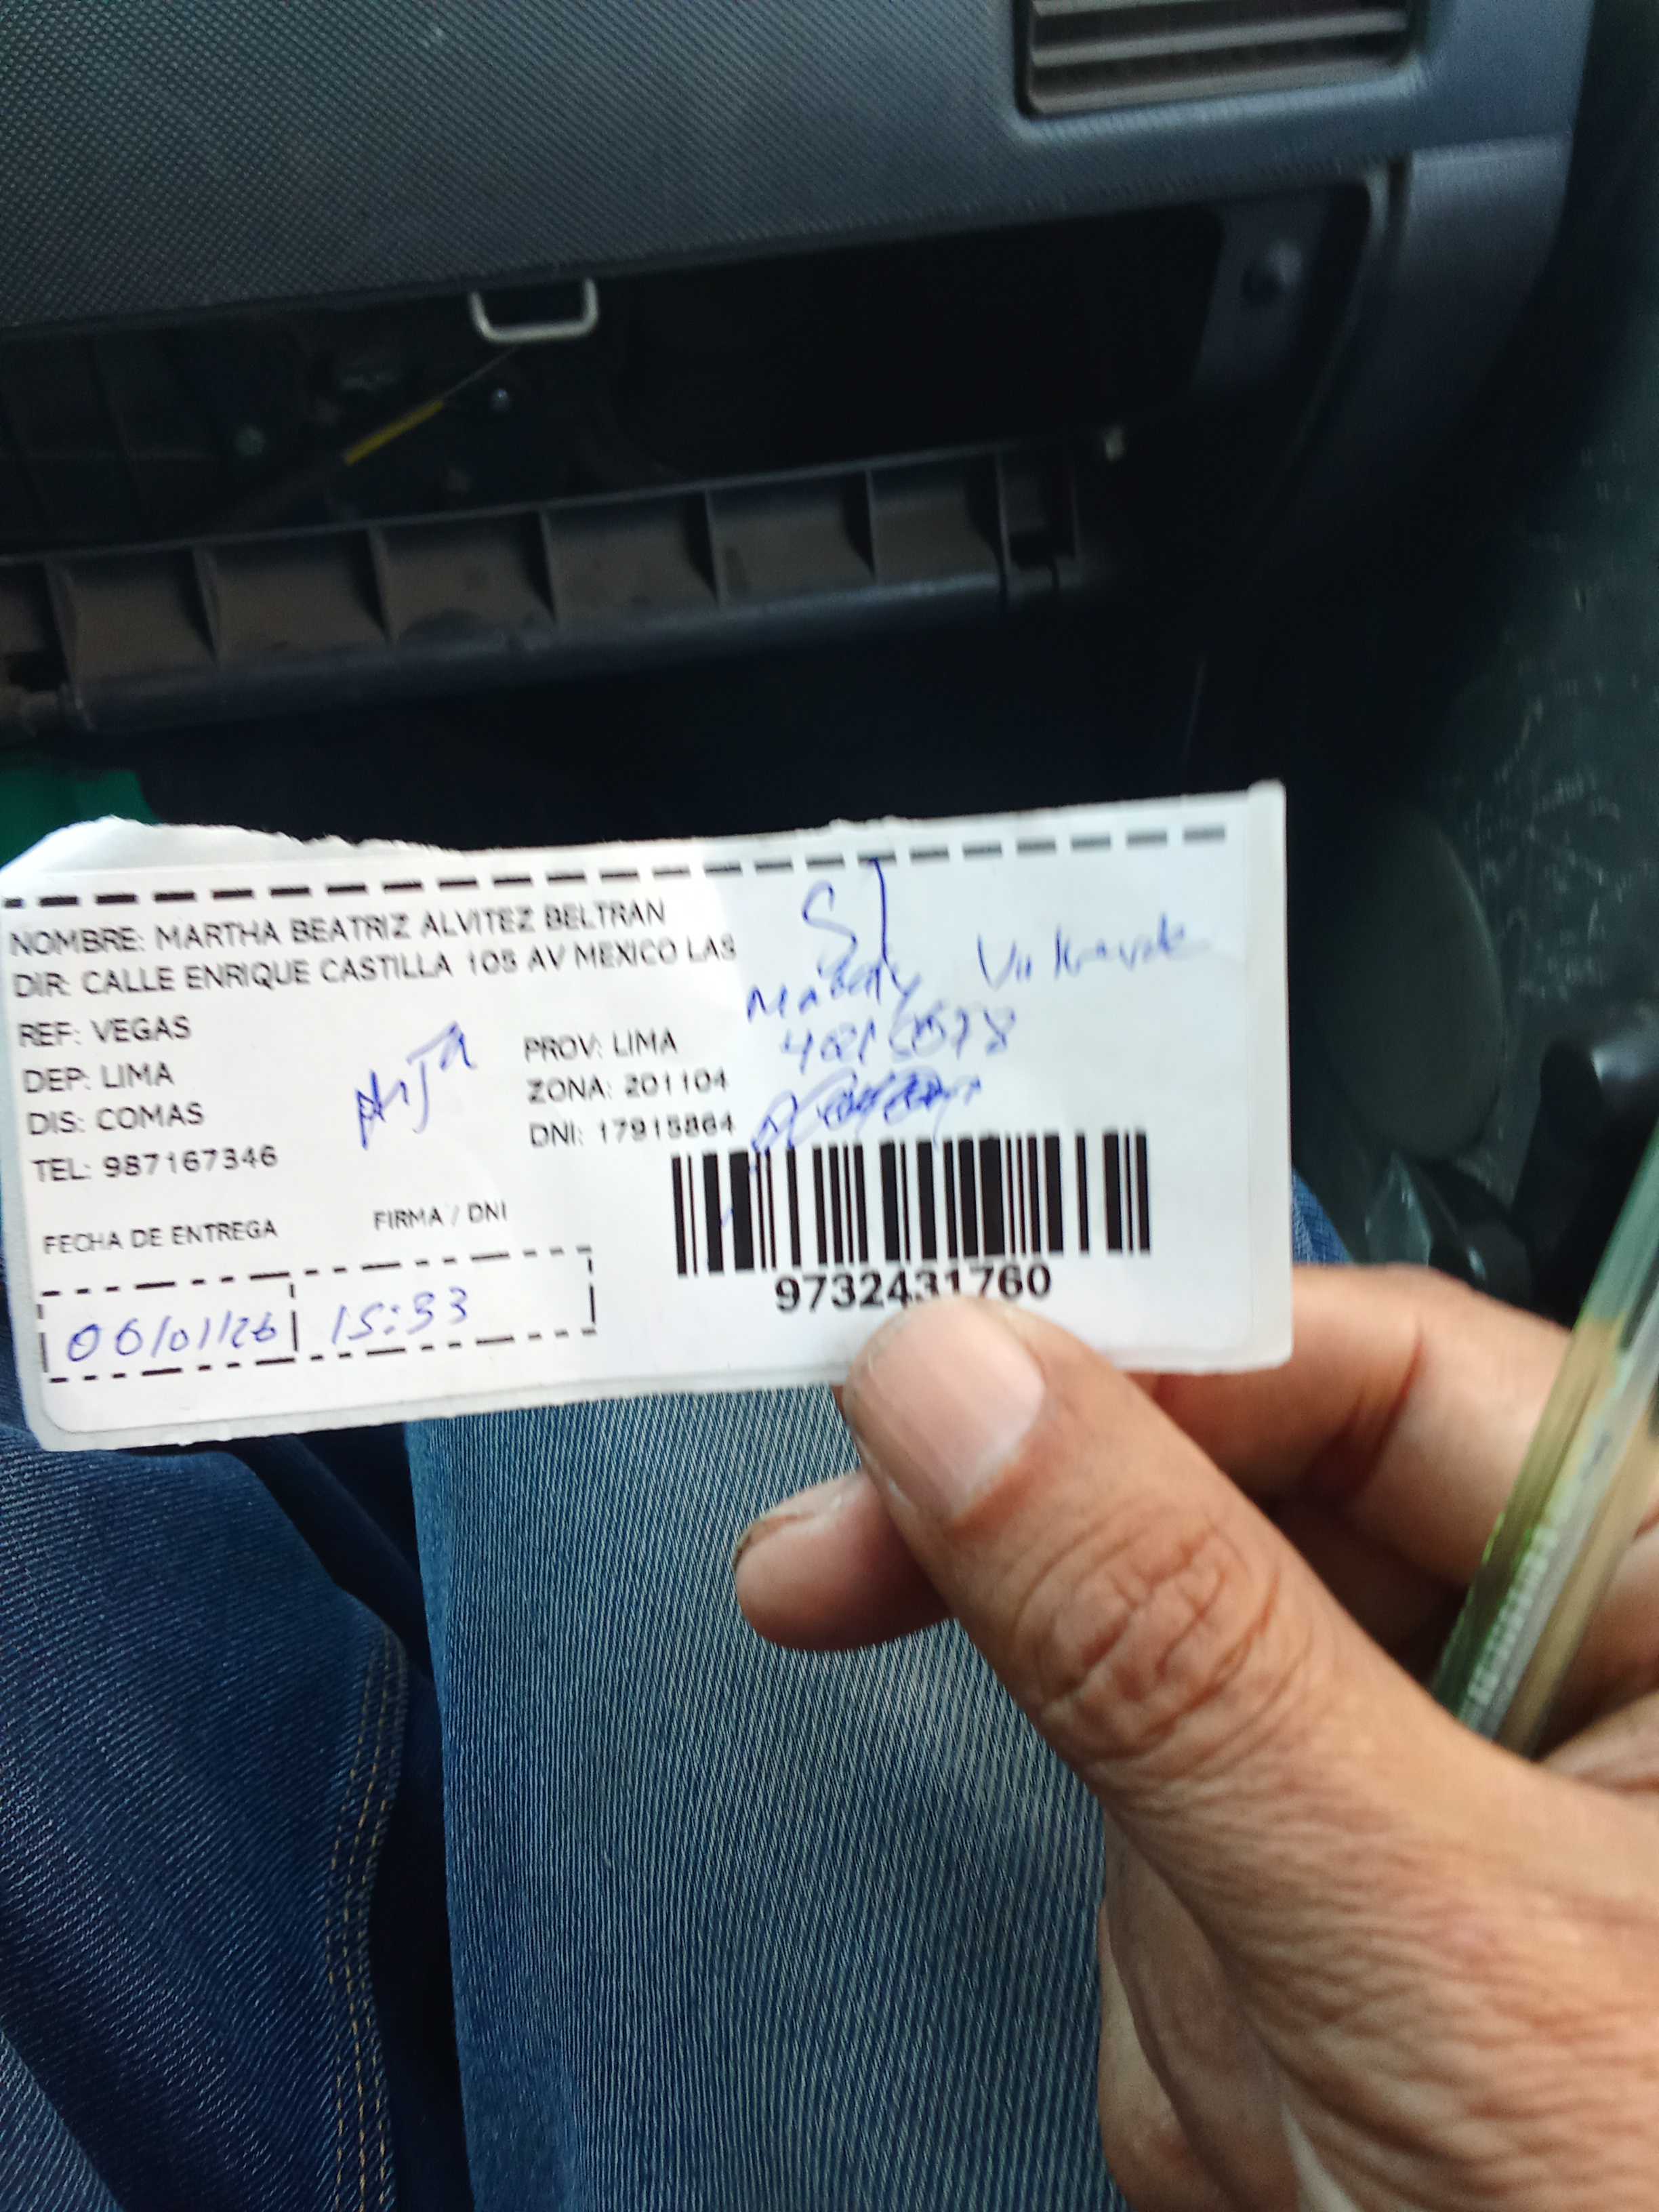 NOMBRE: MARTHA BEATRIZ ALVITEZ BELTRAN
DIR: CALLE ENRIQUE CASTILLA 105 AV MEXICO LAS
REF: VEGAS
DEP: LIMA
PROV: LIMA
DIS: COMAS
ZONA: 201104
TEL: 987167346
DNI: 17915864
FECHA DE ENTREGA
FIRMA / DNI
06/01/26
15:33
9732431760